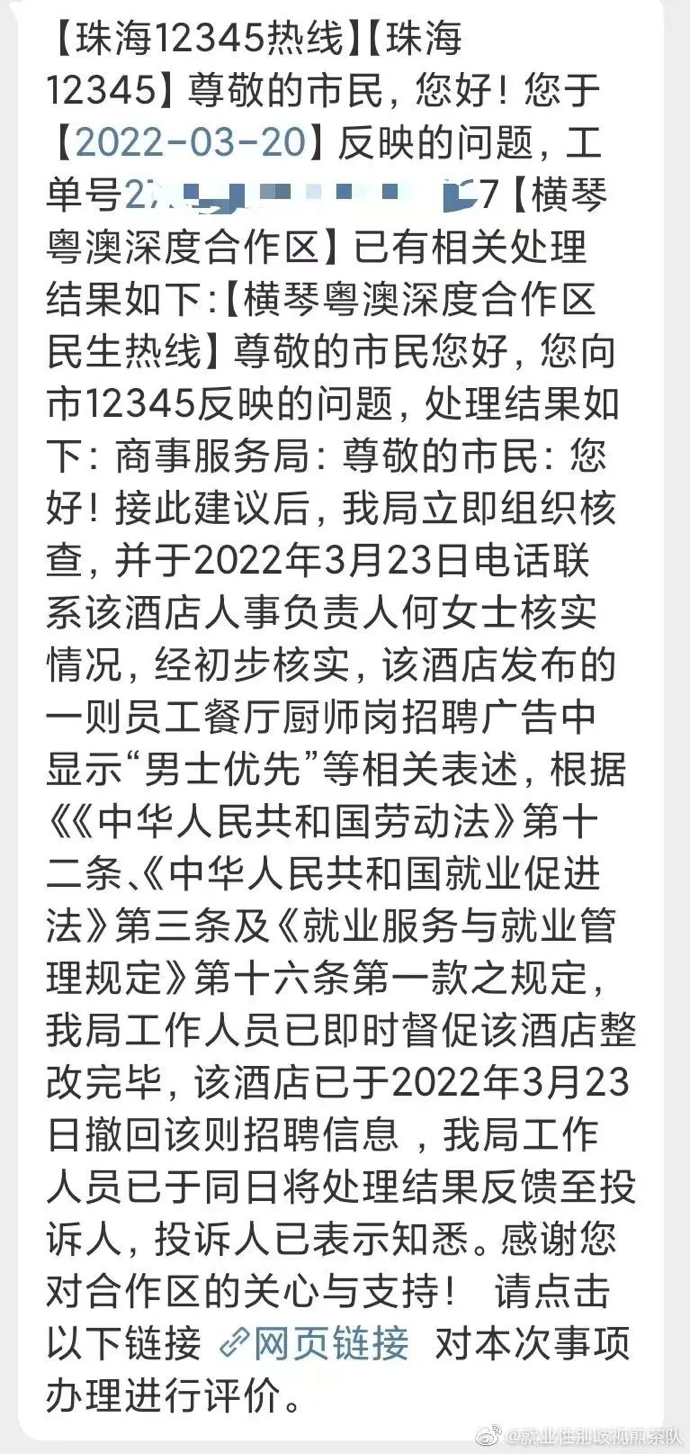 【珠海12345热线】【珠海
12345】尊敬的市民，您好！您于
【2022-03-20】反映的问题，工
单号27 7【横琴
粤澳深度合作区】已有相关处理
结果如下:【横琴粤澳深度合作区
民生热线】尊敬的市民您好，您向
市12345反映的问题，处理结果如
下：商事服务局：尊敬的市民：您
好！接此建议后，我局立即组织核
查，并于2022年3月23日电话联
系该酒店人事负责人何女士核实
情况，经初步核实，该酒店发布的
一则员工餐厅厨师岗招聘广告中
显示“男士优先”等相关表述，根据
《《中华人民共和国劳动法》第十
二条、《中华人民共和国就业促进
法》第三条及《就业服务与就业管
理规定》第十六条第一款之规定，
我局工作人员已即时督促该酒店整
改完毕，该酒店已于2022年3月23
日撤回该则招聘信息 ，我局工作
人员已于同日将处理结果反馈至投
诉人，投诉人已表示知悉。感谢您
对合作区的关心与支持！ 请点击
以下链接 网页链接 对本次事项
办理进行评价。
@就业性别歧视煎茶队